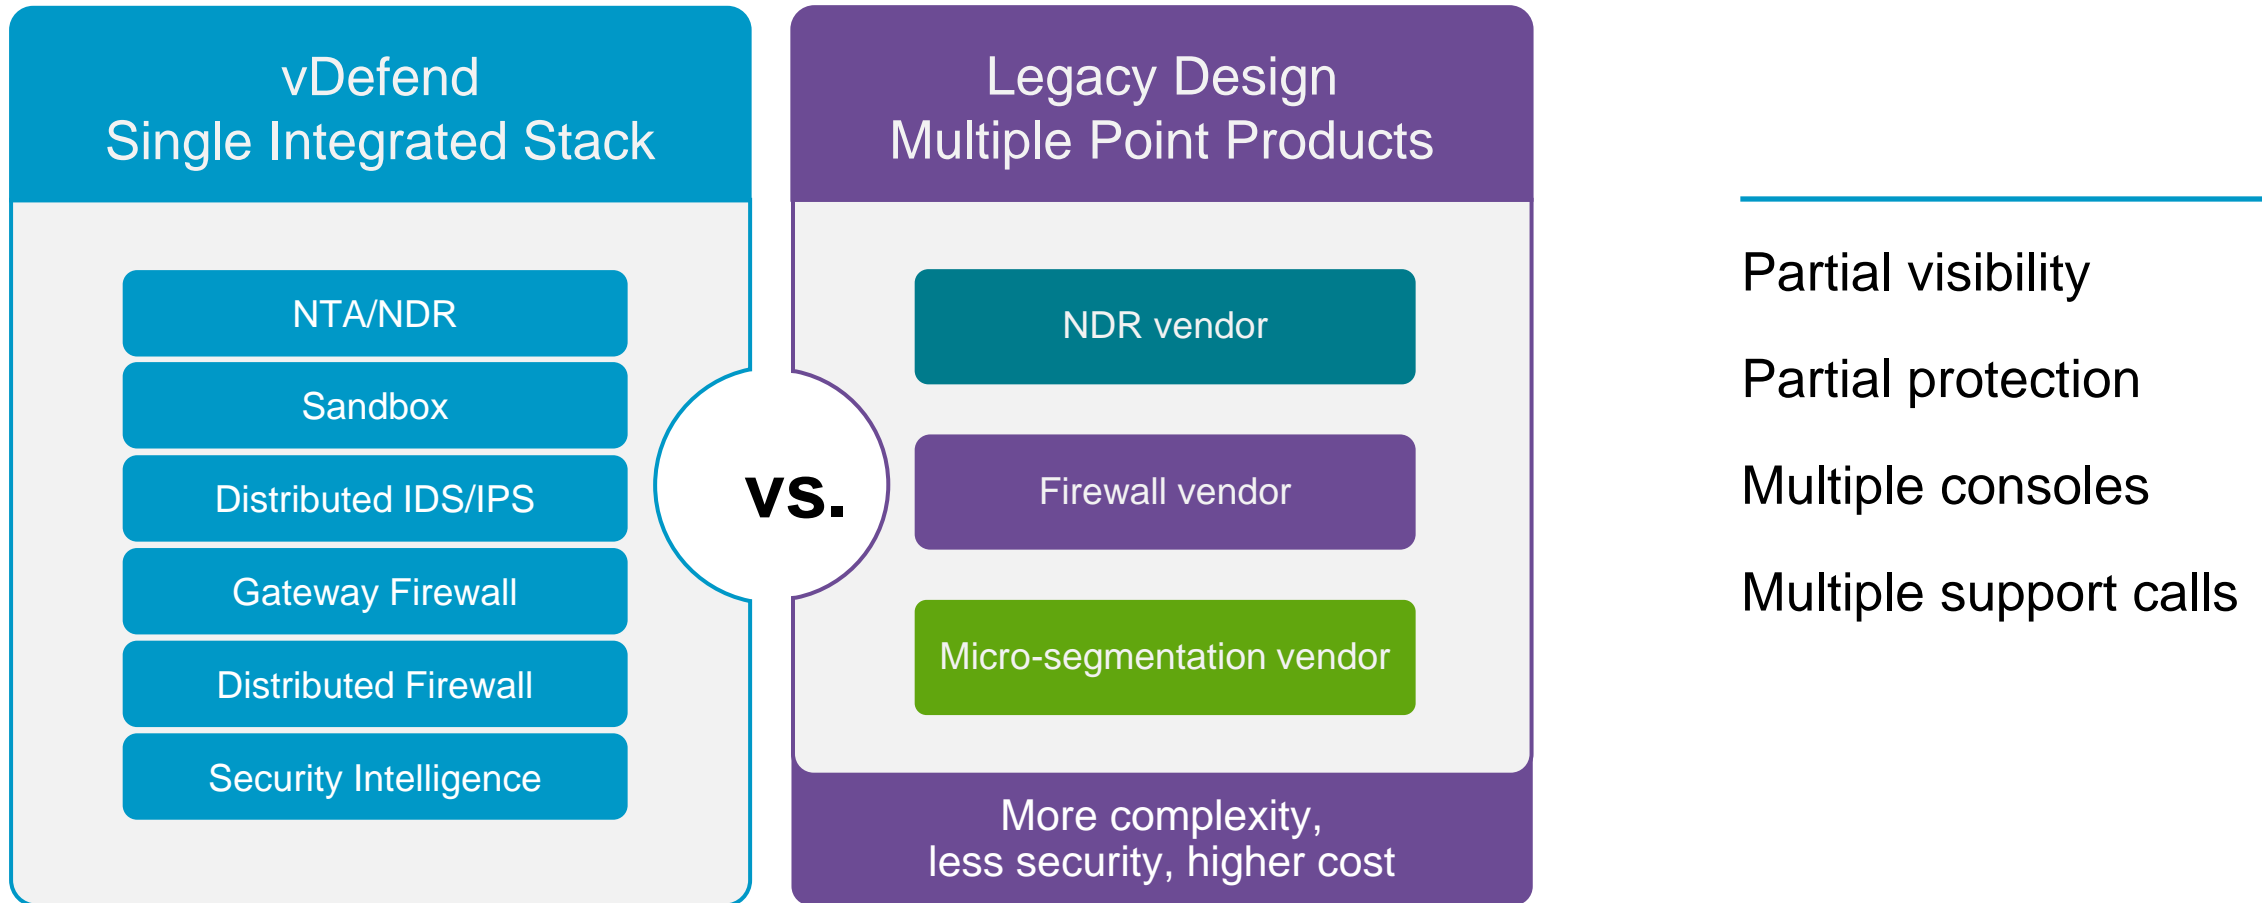 vDefend
Single Integrated Stack
NTA/NDR
Sandbox
Distributed IDS/IPS
Gateway Firewall
Distributed Firewall
Security Intelligence
vs.
Legacy Design
Multiple Point Products
NDR vendor
Firewall vendor
Micro-segmentation vendor
More complexity,
less security, higher cost
Partial visibility
Partial protection
Multiple consoles
Multiple support calls